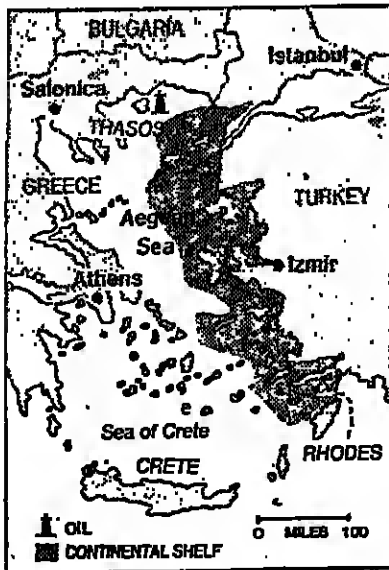 BULGARIA
Istanbul
Salonica
THASOS
GREECE
TURKEY
Aegean
Sea
Izmir
Athens
Sea of Crete
RHODES
CRETE
OIL
0 MILES 100
CONTINENTAL SHELF